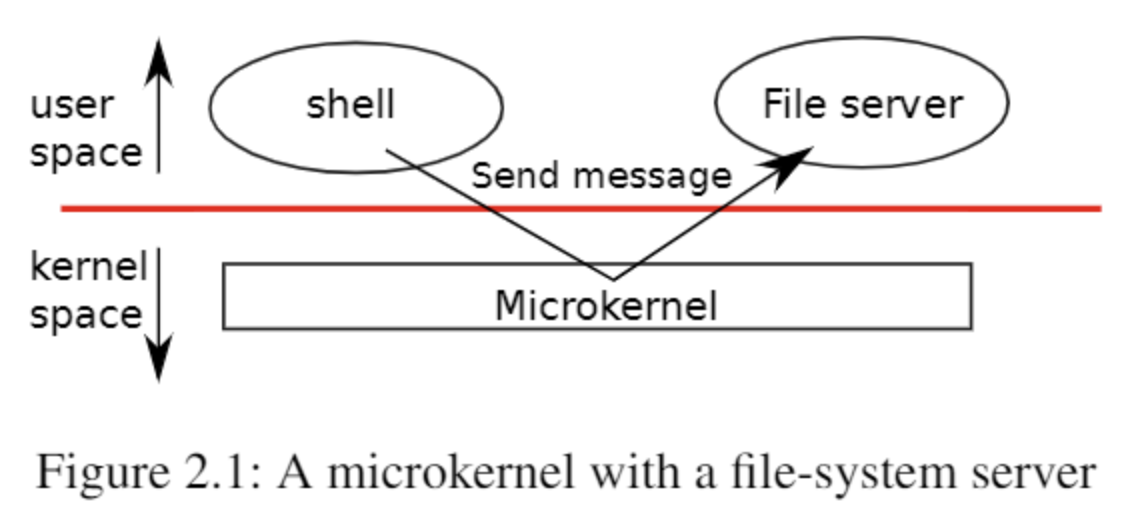 user
space
shell
File server
Send message
kernel
space
Microkernel
Figure 2.1: A microkernel with a file-system server